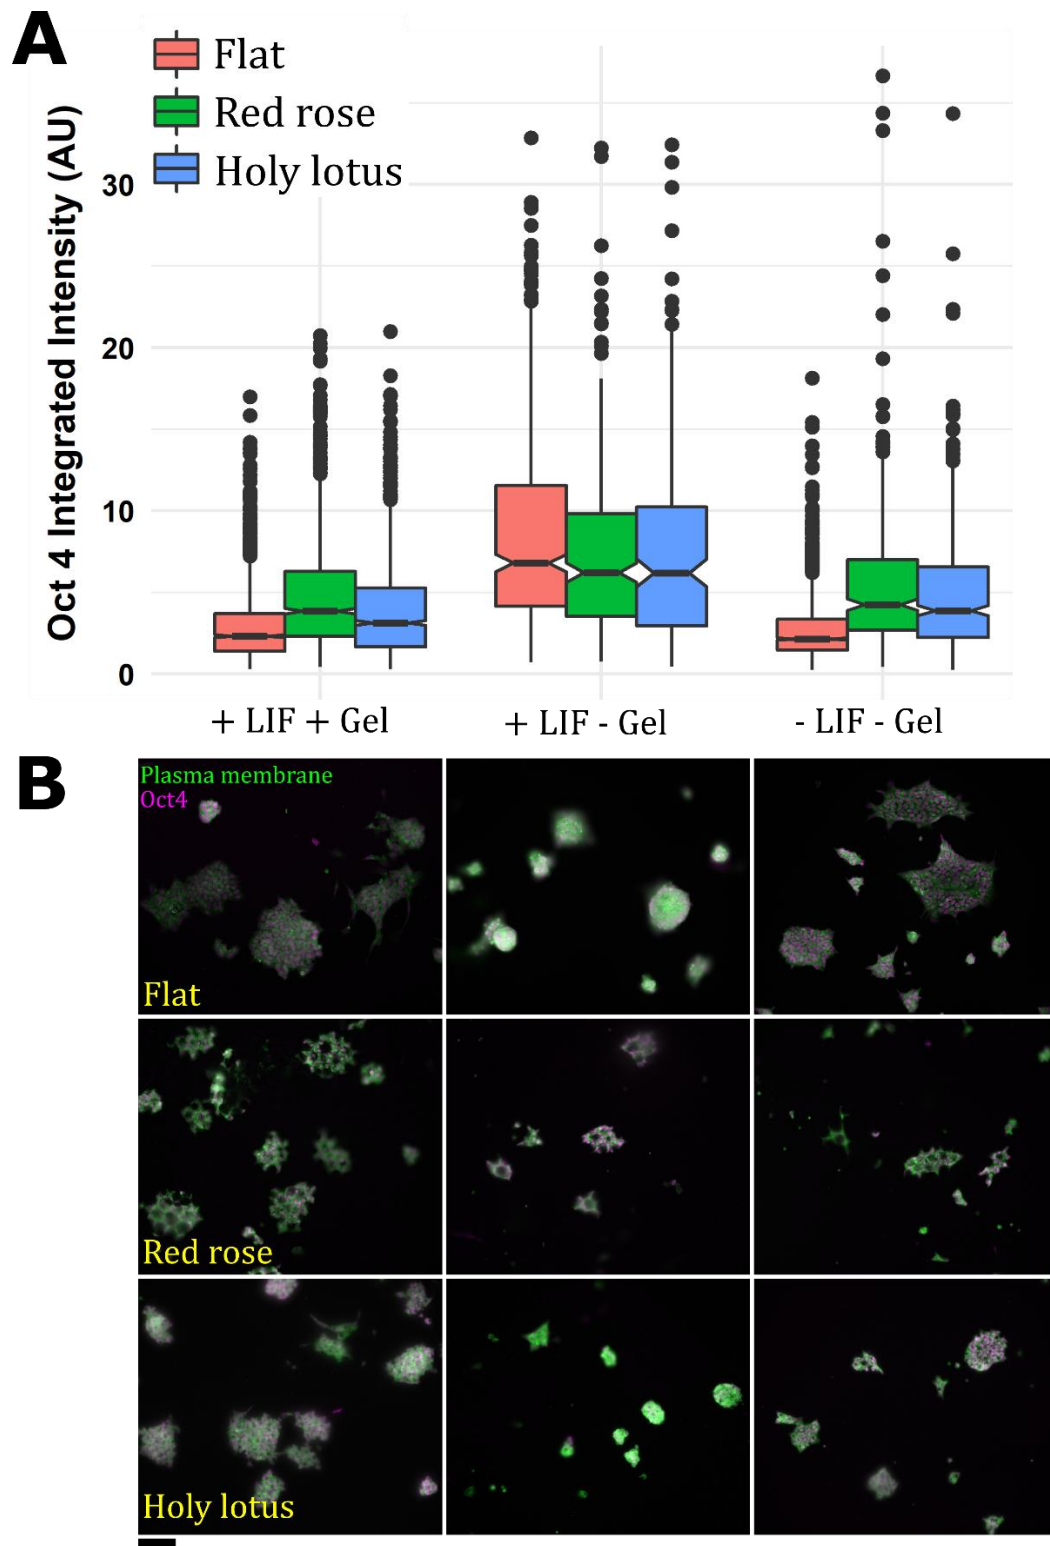 A
Flat
Red rose
Holy lotus
Oct 4 Integrated Intensity (AU)
30
20
10
0
+ LIF + Gel
+ LIF - Gel
- LIF - Gel
B
Plasma membrane
Oct4
Flat
Red rose
Holy lotus